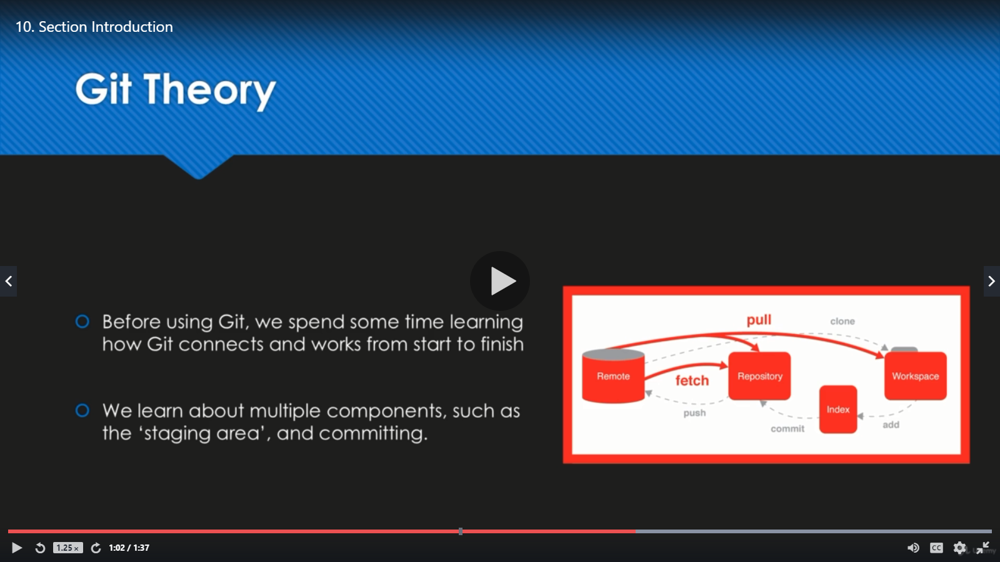 10. Section Introduction
Git Theory
Before using Git, we spend some time learning
how Git connects and works from start to finish
We learn about multiple components, such as
the ‘staging area’, and committing.
pull
clone
Remote
fetch
Repository
Workspace
Index
push
commit
add
1.25×
1:02 / 1:37
CC